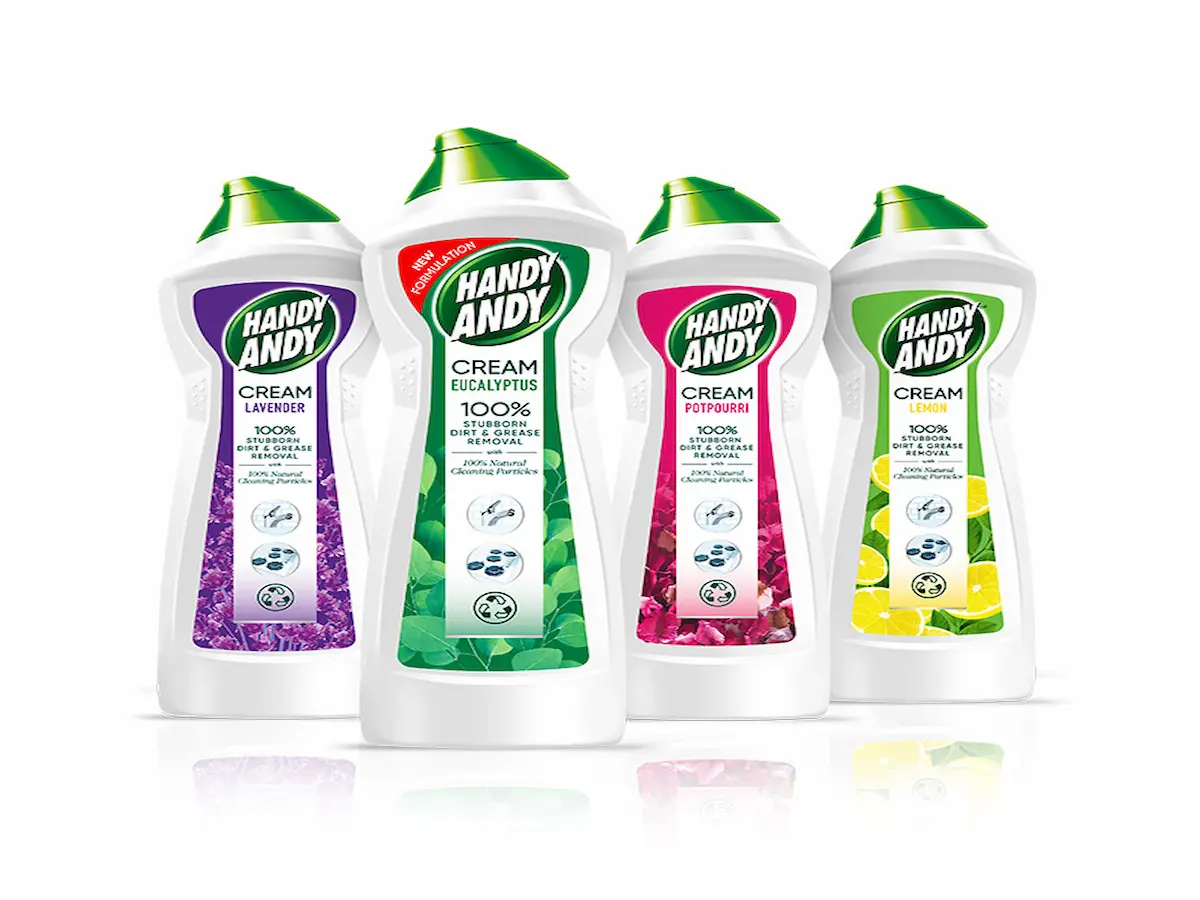 HANDY
ANDY
CREAM
LAVENDER
100%
STUBBORN
DIRT & GREASE
REMOVAL
with
100% Natural
Cleaning Particles
NEW
FORMULATION
HANDY
ANDY
CREAM
EUCALYPTUS
100%
STUBBORN
DIRT & GREASE
REMOVAL
with
100% Natural
Cleaning Particles
HANDY
ANDY
CREAM
POTPOURRI
100%
STUBBORN
DIRT & GREASE
REMOVAL
with
100% Natural
Cleaning Particles
HANDY
ANDY
CREAM
LEMON
100%
STUBBORN
DIRT & GREASE
REMOVAL
with
100% Natural
Cleaning Particles